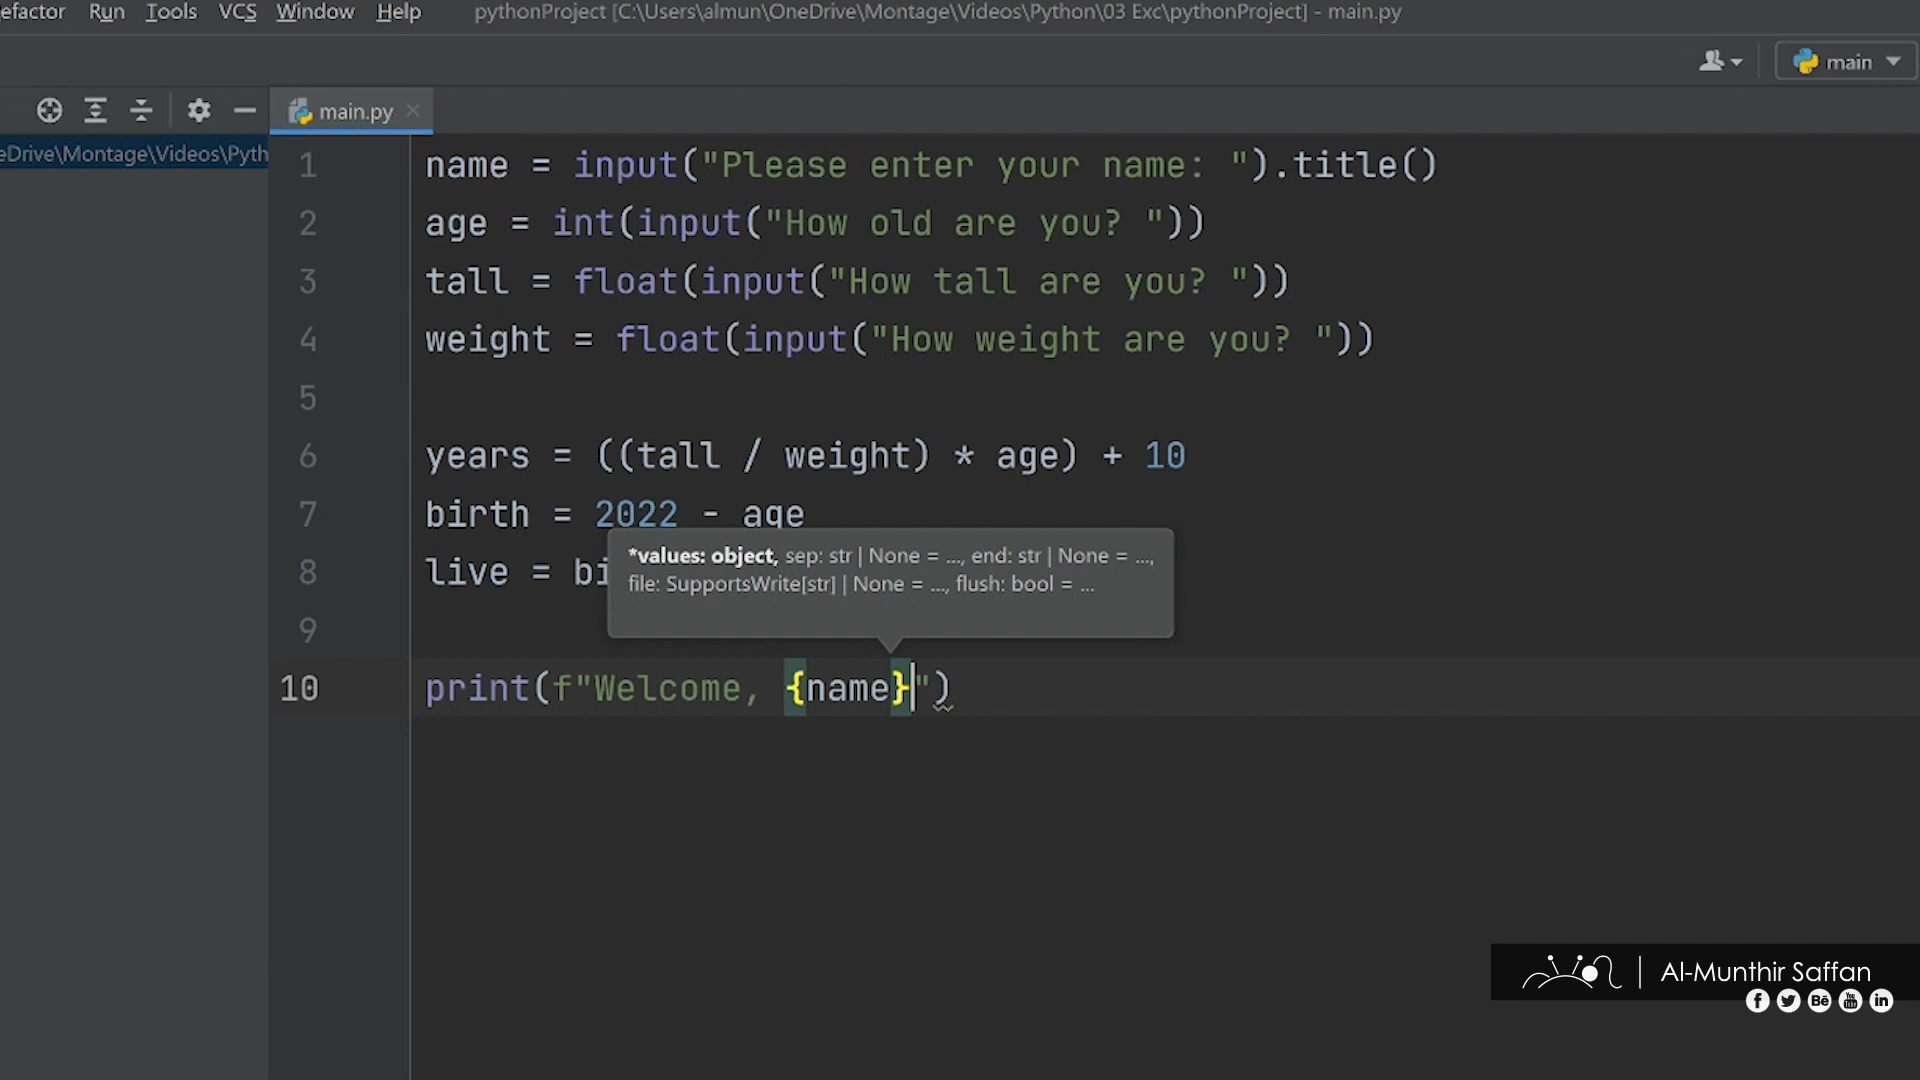 efactor Run Tools VCS Window Help pythonProject [C:\Users\almun\OneDrive\Montage\Videos\Python\03 Exc\pythonProject] - main.py
main
main.py
eDrive\Montage\Videos\Pyth
1 name = input("Please enter your name: ").title()
2 age = int(input("How old are you? "))
3 tall = float(input("How tall are you? "))
4 weight = float(input("How weight are you? "))
5
6 years = ((tall / weight) * age) + 10
7 birth = 2022 - age
*values: object, sep: str | None = ..., end: str | None = ...,
8 live = bi
file: SupportsWrite[str] | None = ..., flush: bool = ...
9
10 print(f"Welcome, {name}")
Al-Munthir Saffan